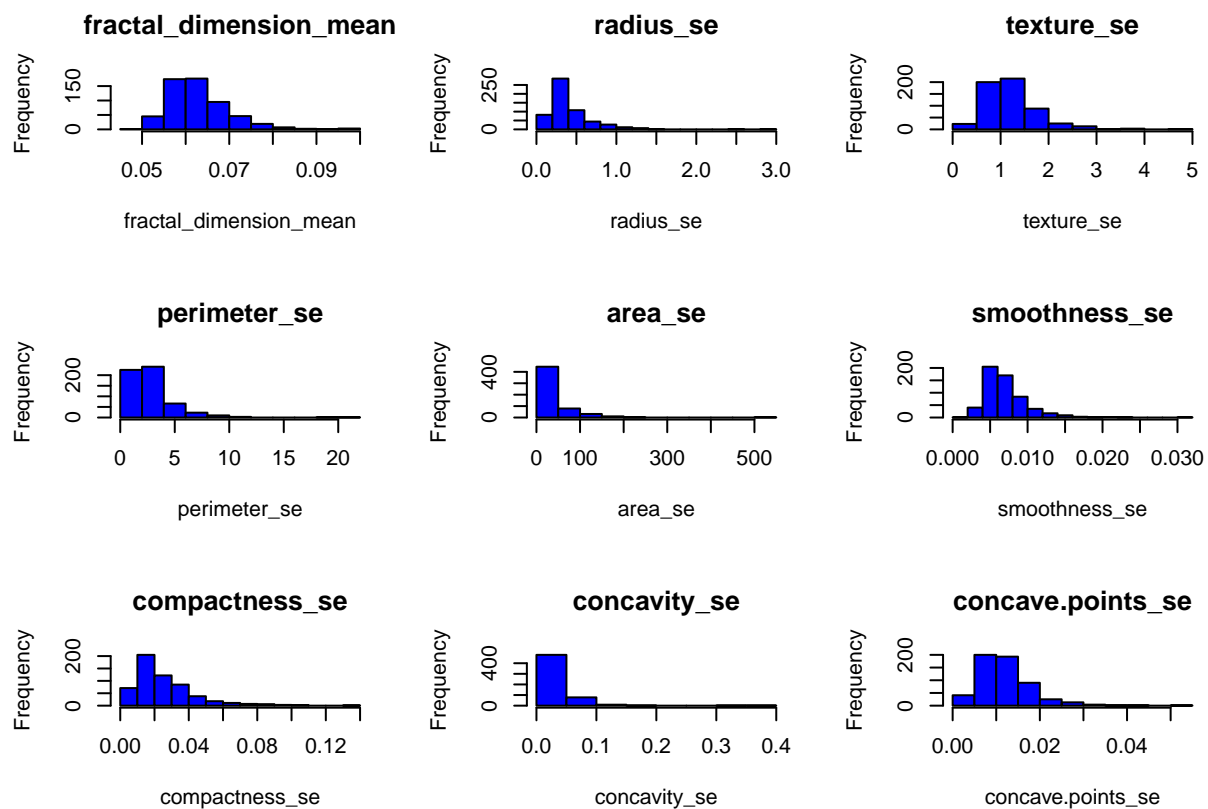 fractal_dimension_mean
Frequency
0 150
0.05 0.07 0.09
fractal_dimension_mean
radius_se
Frequency
0 250
0.0 1.0 2.0 3.0
radius_se
texture_se
Frequency
0 200
0 1 2 3 4 5
texture_se
perimeter_se
Frequency
0 200
0 5 10 15 20
perimeter_se
area_se
Frequency
0 400
0 100 300 500
area_se
smoothness_se
Frequency
0 200
0.000 0.010 0.020 0.030
smoothness_se
compactness_se
Frequency
0 200
0.00 0.04 0.08 0.12
compactness_se
concavity_se
Frequency
0 400
0.0 0.1 0.2 0.3 0.4
concavity_se
concave.points_se
Frequency
0 200
0.00 0.02 0.04
concave.points_se